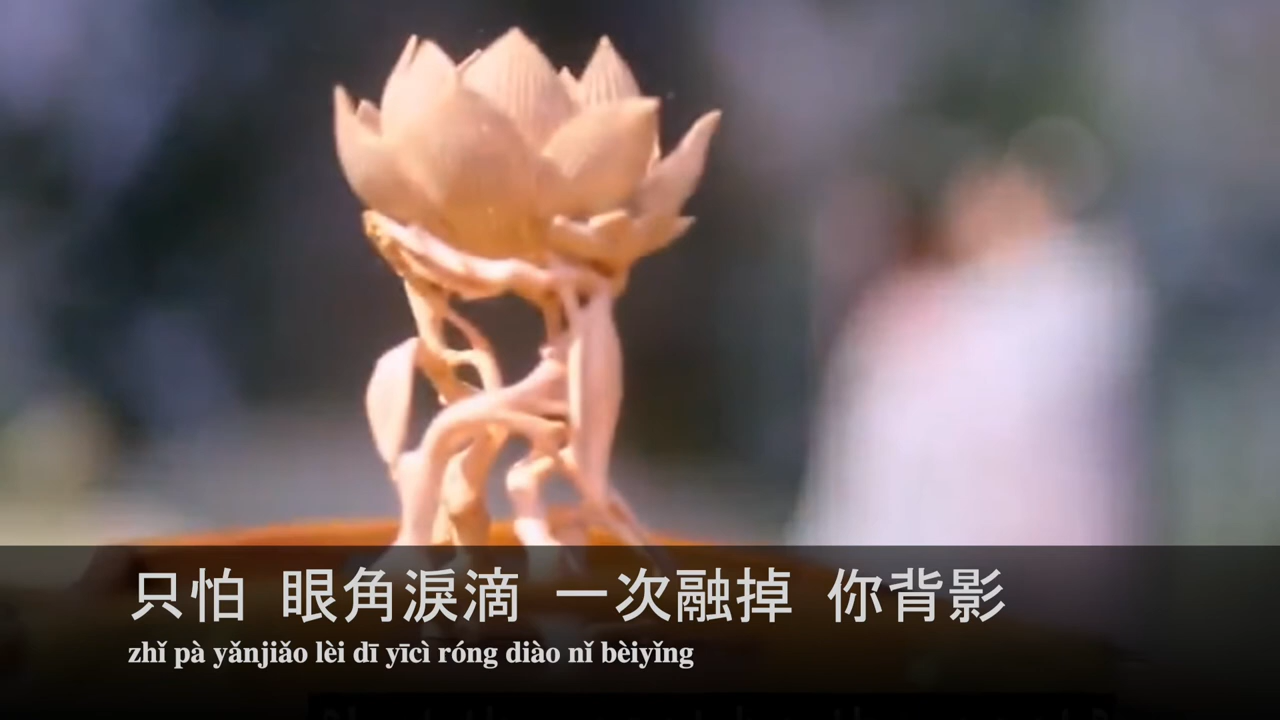 只怕 眼角淚滴 一次融掉 你背影
zhǐ pà yǎnjiǎo lèi dī yīcì róng diào nǐ bèiyǐng